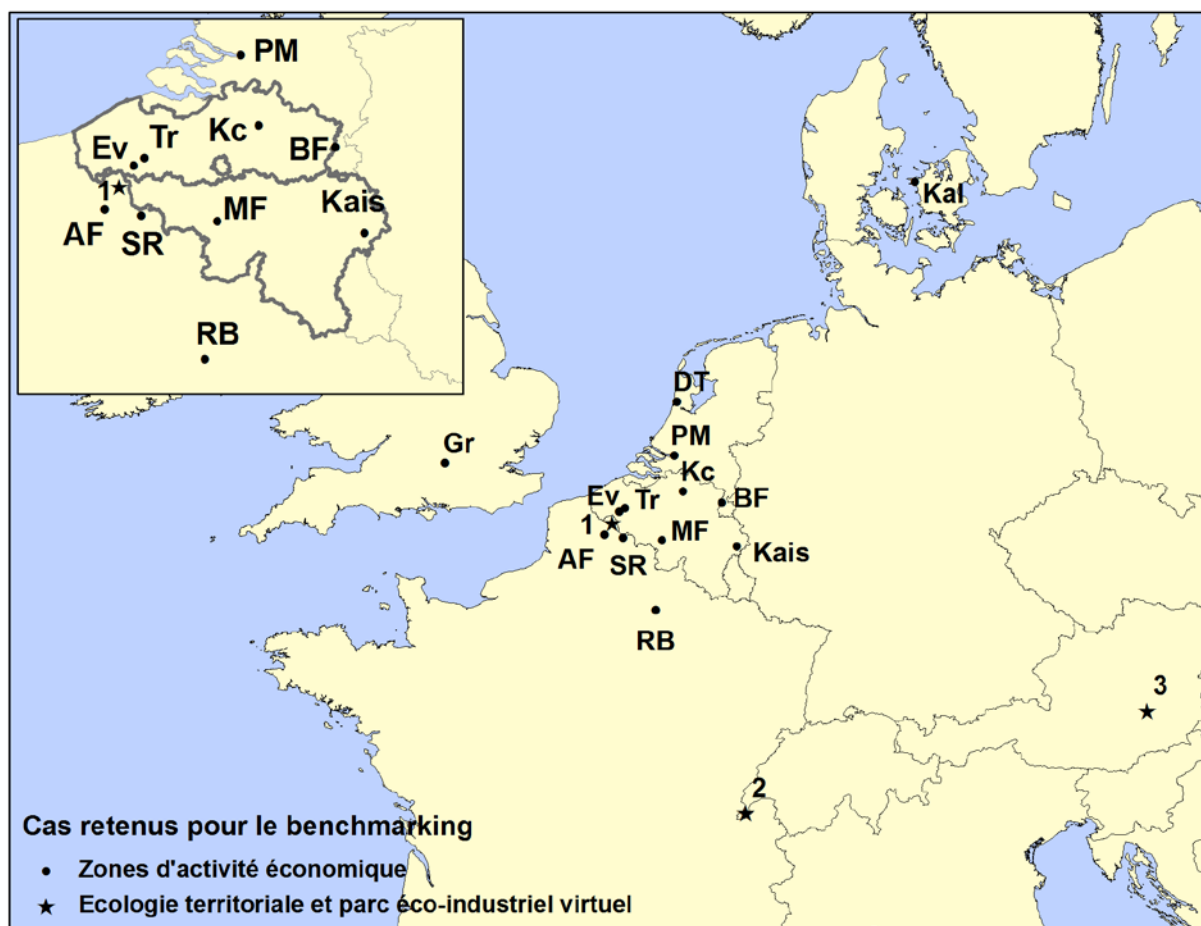 PM
Kc
Tr
Ev
BF
1
MF
Kais
AF
SR
RB
Kal
DT
PM
Gr
Kc
Ev
Tr
BF
1
MF
AF
SR
Kais
RB
3
2
Cas retenus pour le benchmarking
Zones d'activité économique
Ecologie territoriale et parc éco-industriel virtuel